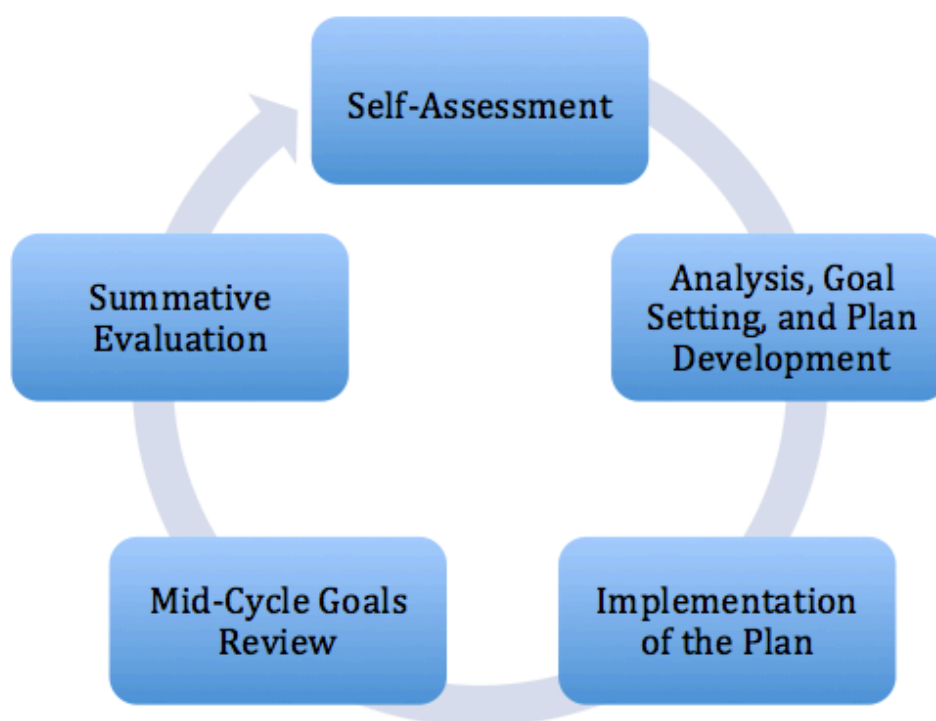 Self-Assessment
Analysis, Goal
Setting, and Plan
Development
Implementation
of the Plan
Mid-Cycle Goals
Review
Summative
Evaluation